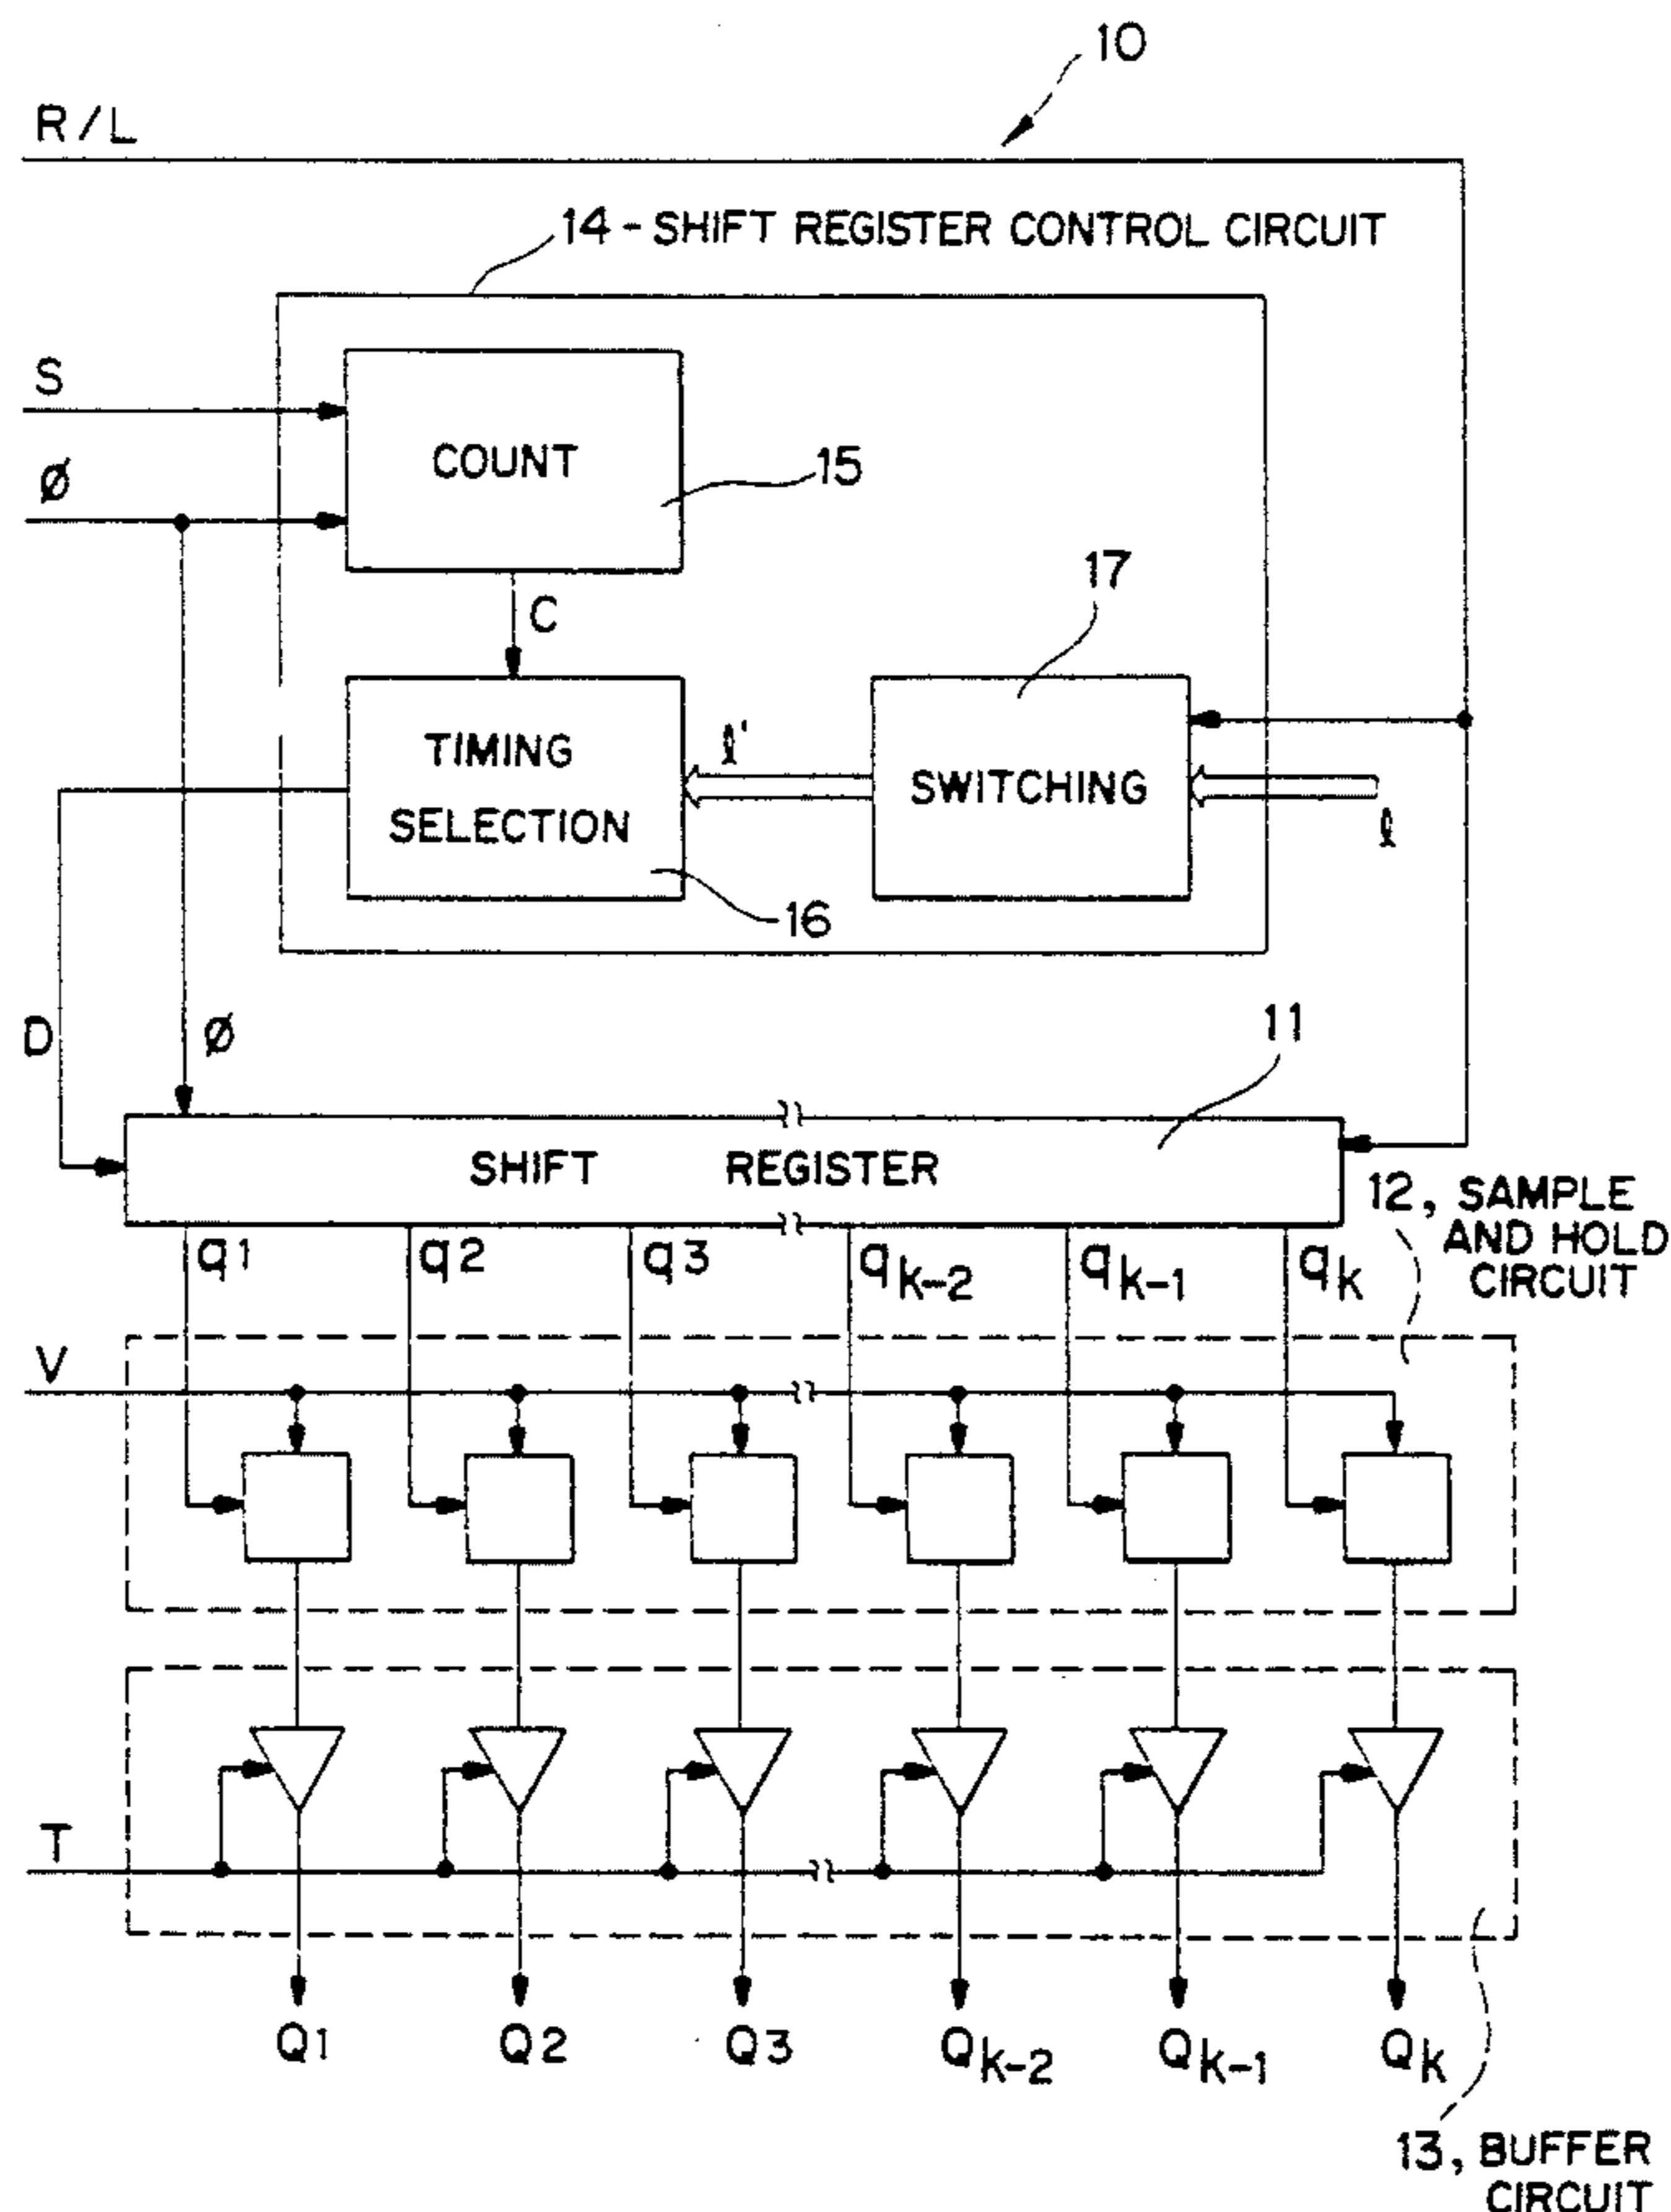 10
R/L
14 - SHIFT REGISTER CONTROL CIRCUIT
S
COUNT
15
Ø
17
C
TIMING
SELECTION
ℓ'
SWITCHING
ℓ
16
D
Ø
11
SHIFT REGISTER
12, SAMPLE
AND HOLD
CIRCUIT
q1 q2 q3 qk-2 qk-1 qk
V
T
Q1 Q2 Q3 Qk-2 Qk-1 Qk
13, BUFFER
CIRCUIT